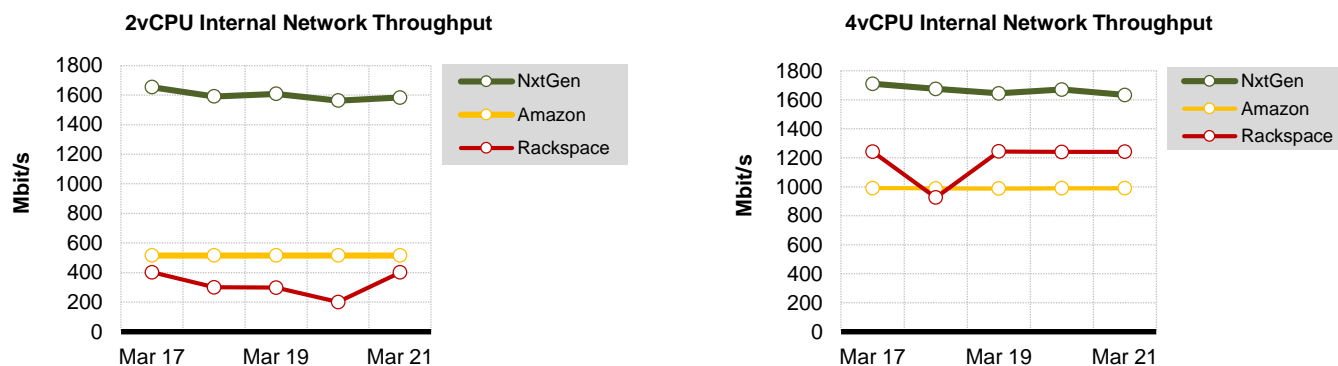 2vCPU Internal Network Throughput
1800
1600
1400
1200
1000
800
600
400
200
0
Mbit/s
Mar 17
Mar 19
Mar 21
NxtGen
Amazon
Rackspace
4vCPU Internal Network Throughput
1800
1600
1400
1200
1000
800
600
400
200
0
Mbit/s
Mar 17
Mar 19
Mar 21
NxtGen
Amazon
Rackspace